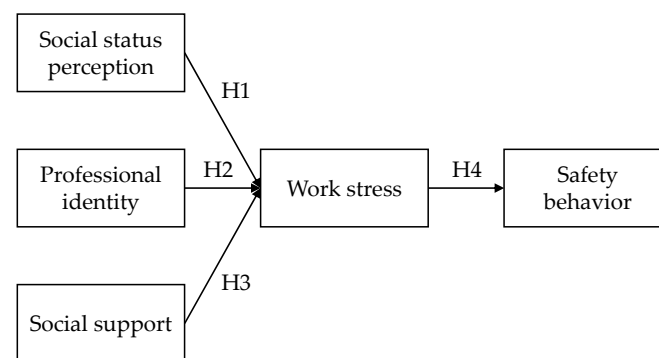 Social status
perception
H1
Professional
identity
H2
Work stress
H4
Safety
behavior
H3
Social support